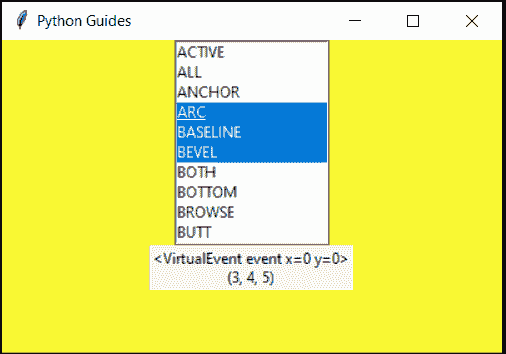 Python Guides
ACTIVE
ALL
ANCHOR
ARC
BASELINE
BEVEL
BOTH
BOTTOM
BROWSE
BUTT
<VirtualEvent event x=0 y=0>
(3, 4, 5)